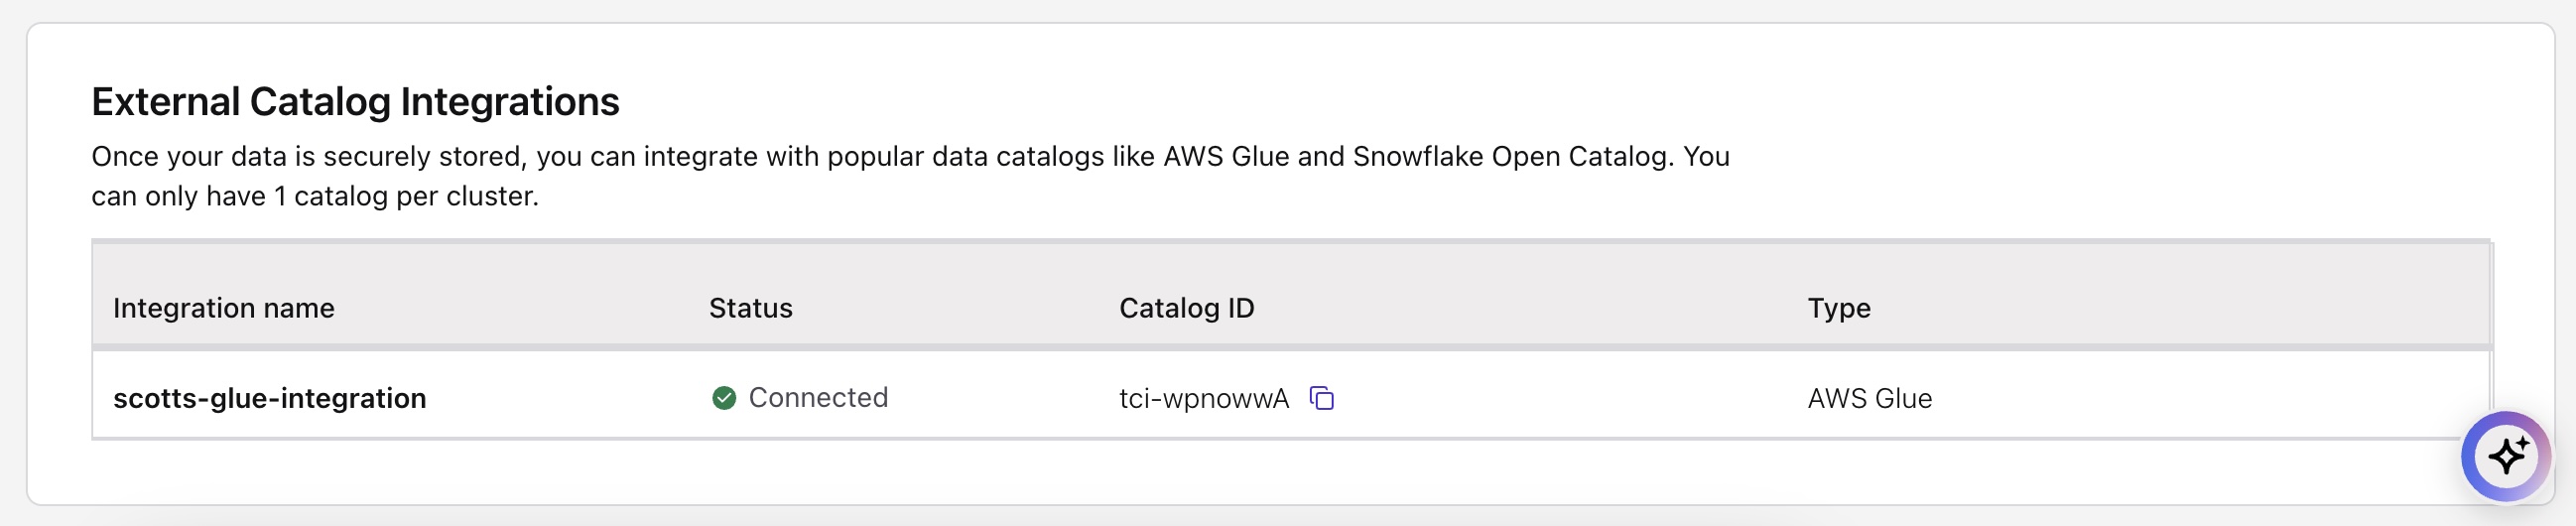 External Catalog Integrations
Once your data is securely stored, you can integrate with popular data catalogs like AWS Glue and Snowflake Open Catalog. You
can only have 1 catalog per cluster.
Integration name Status Catalog ID Type
scotts-glue-integration Connected tci-wpnowwA AWS Glue